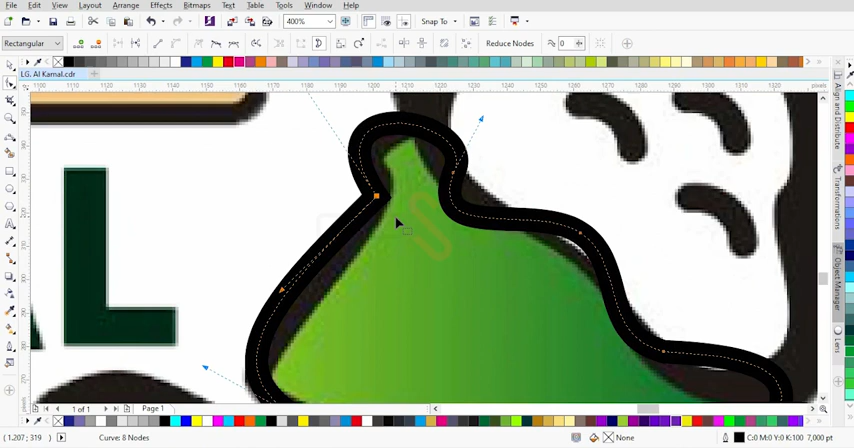 File Edit View Layout Arrange Effects Bitmaps Text Table Tools Window Help
400% Snap To
Rectangular Reduce Nodes 0
LG. Al Kamal.cdr
1100 1120 1130 1140 1150 1160 1170 1180 1190 1200 1210 1220 1230 1240 1250 1260 1270 1280 1290 1300 1310 1320 pixels
Align and Distribute
Transformations
Object Manager
Lens
L
1 of 1 Page 1
(1.207; 319) Curve: 8 Nodes None C:0 M:0 Y:0 K:100 7,000 pt